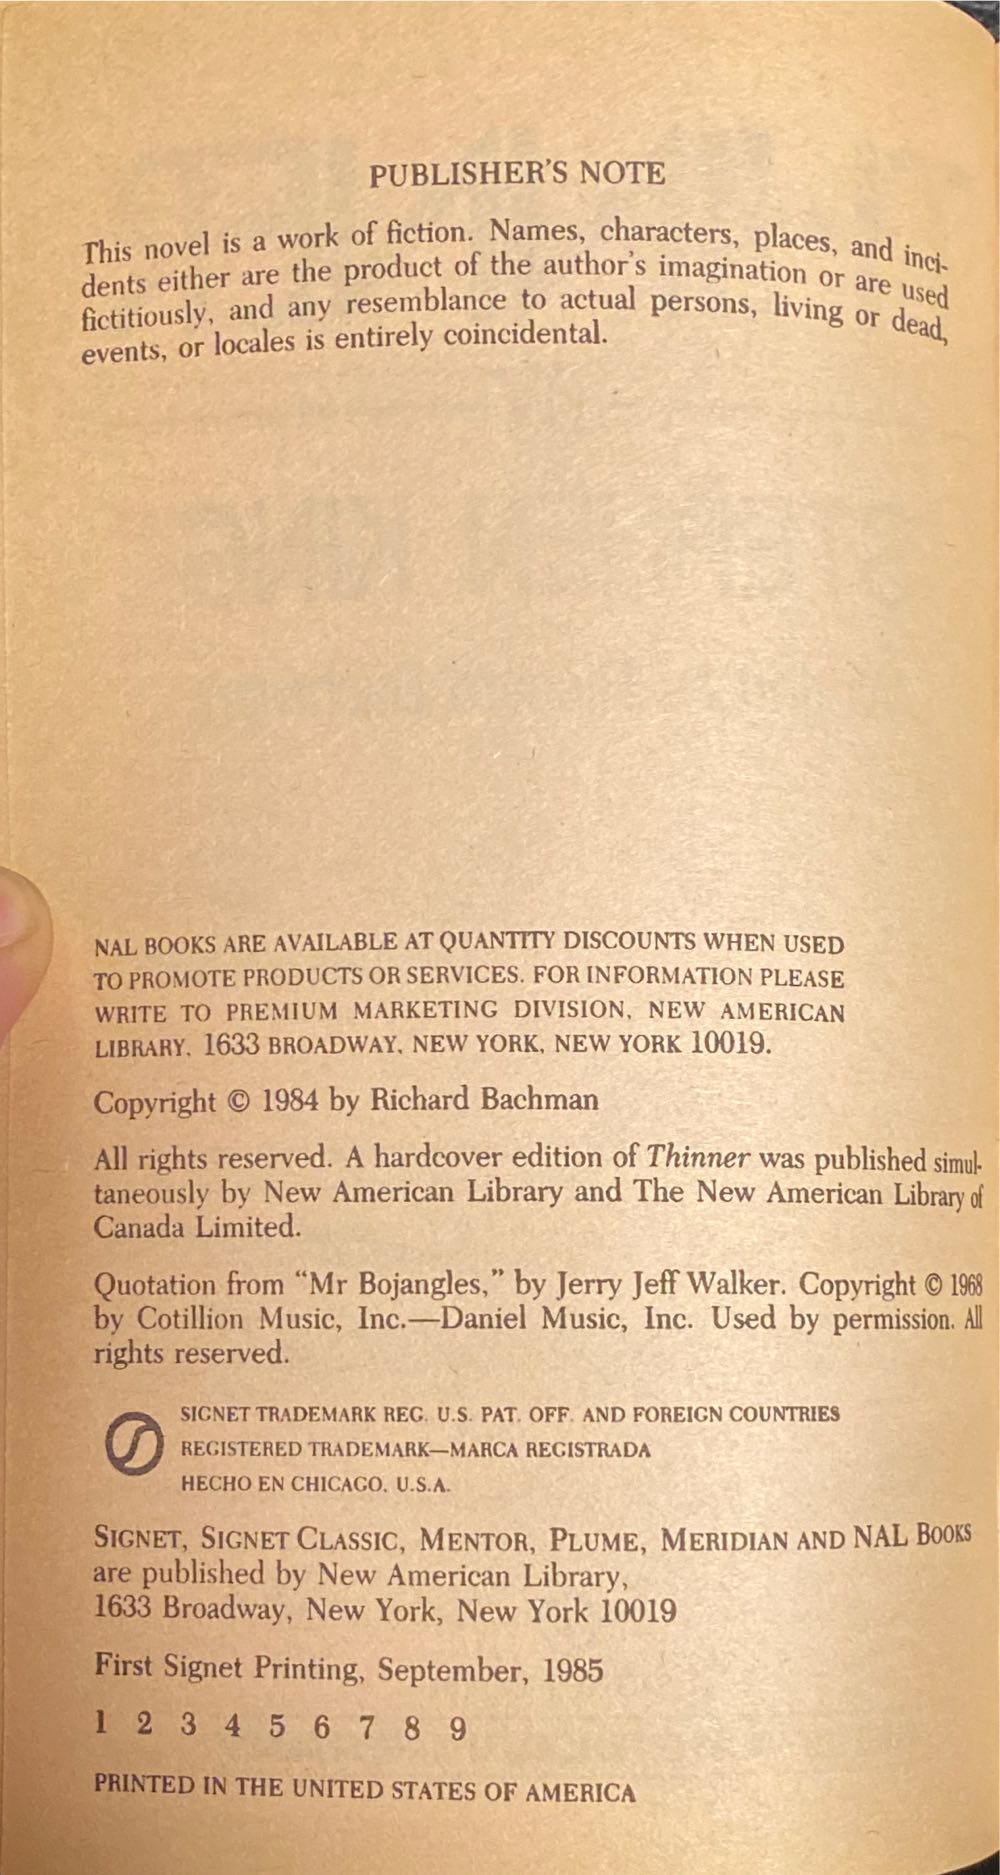 PUBLISHER'S NOTE
This novel is a work of fiction. Names, characters, places, and inci-
dents either are the product of the author's imagination or are used
fictitiously, and any resemblance to actual persons, living or dead,
events, or locales is entirely coincidental.
NAL BOOKS ARE AVAILABLE AT QUANTITY DISCOUNTS WHEN USED
TO PROMOTE PRODUCTS OR SERVICES. FOR INFORMATION PLEASE
WRITE TO PREMIUM MARKETING DIVISION, NEW AMERICAN
LIBRARY, 1633 BROADWAY, NEW YORK, NEW YORK 10019.
Copyright © 1984 by Richard Bachman
All rights reserved. A hardcover edition of Thinner was published simul-
taneously by New American Library and The New American Library of
Canada Limited.
Quotation from "Mr Bojangles," by Jerry Jeff Walker. Copyright © 1968
by Cotillion Music, Inc.—Daniel Music, Inc. Used by permission. All
rights reserved.
SIGNET TRADEMARK REG. U.S. PAT. OFF. AND FOREIGN COUNTRIES
REGISTERED TRADEMARK—MARCA REGISTRADA
HECHO EN CHICAGO, U.S.A.
SIGNET, SIGNET CLASSIC, MENTOR, PLUME, MERIDIAN AND NAL BOOKS
are published by New American Library,
1633 Broadway, New York, New York 10019
First Signet Printing, September, 1985
1 2 3 4 5 6 7 8 9
PRINTED IN THE UNITED STATES OF AMERICA